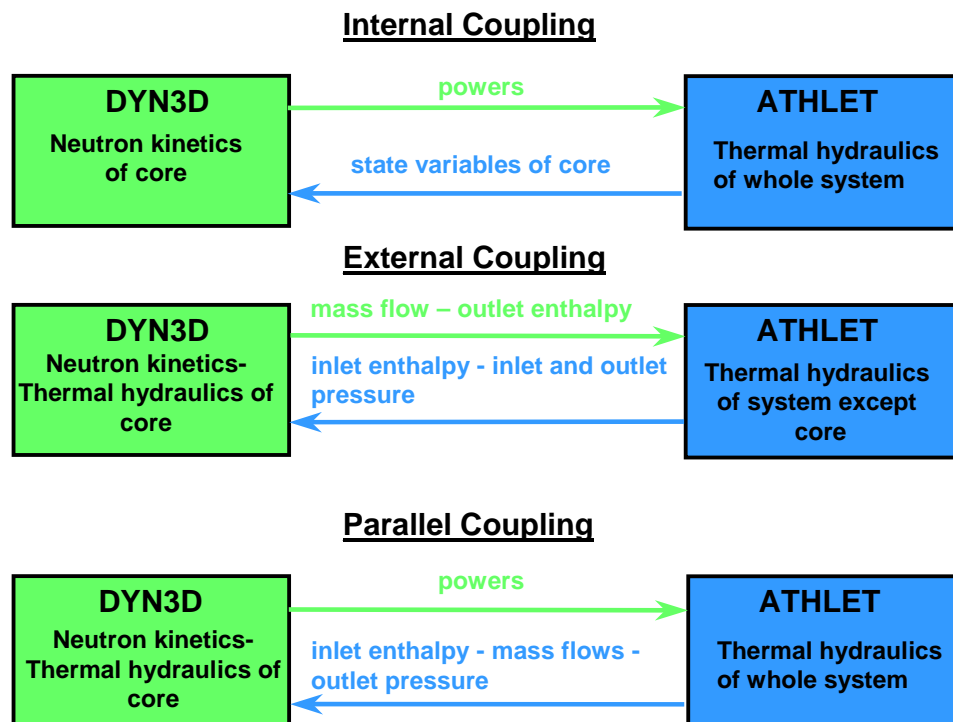 Internal Coupling
DYN3D
Neutron kinetics
of core
powers
state variables of core
ATHLET
Thermal hydraulics
of whole system
External Coupling
DYN3D
Neutron kinetics-
Thermal hydraulics of
core
mass flow – outlet enthalpy
inlet enthalpy - inlet and outlet
pressure
ATHLET
Thermal hydraulics
of system except
core
Parallel Coupling
DYN3D
Neutron kinetics-
Thermal hydraulics of
core
powers
inlet enthalpy - mass flows -
outlet pressure
ATHLET
Thermal hydraulics
of whole system